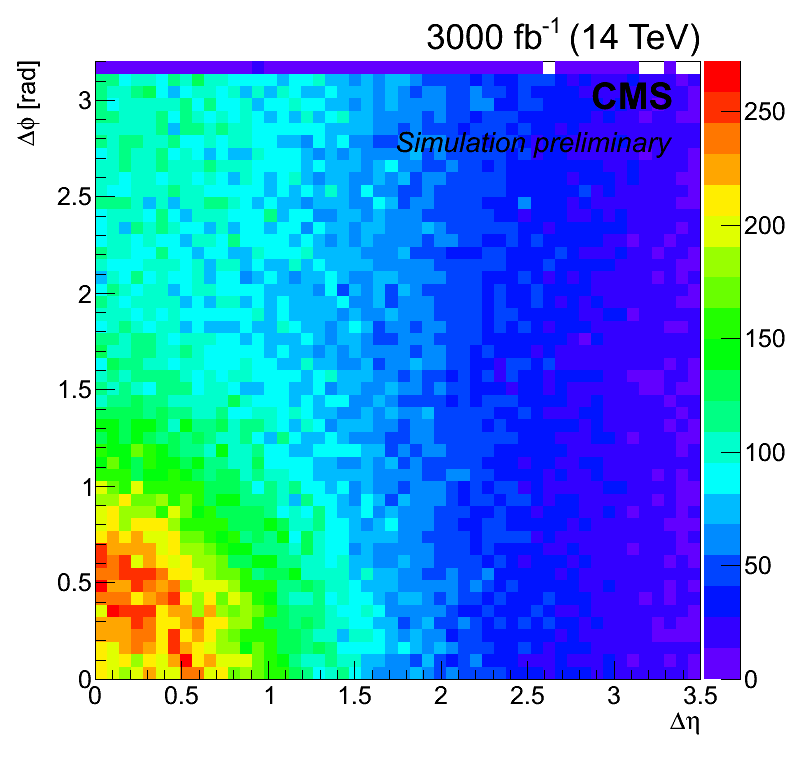 3000 fb-1 (14 TeV)
Δϕ [rad]
CMS
Simulation preliminary
3
2.5
2
1.5
1
0.5
0
0 0.5 1 1.5 2 2.5 3 3.5
Δη
250
200
150
100
50
0